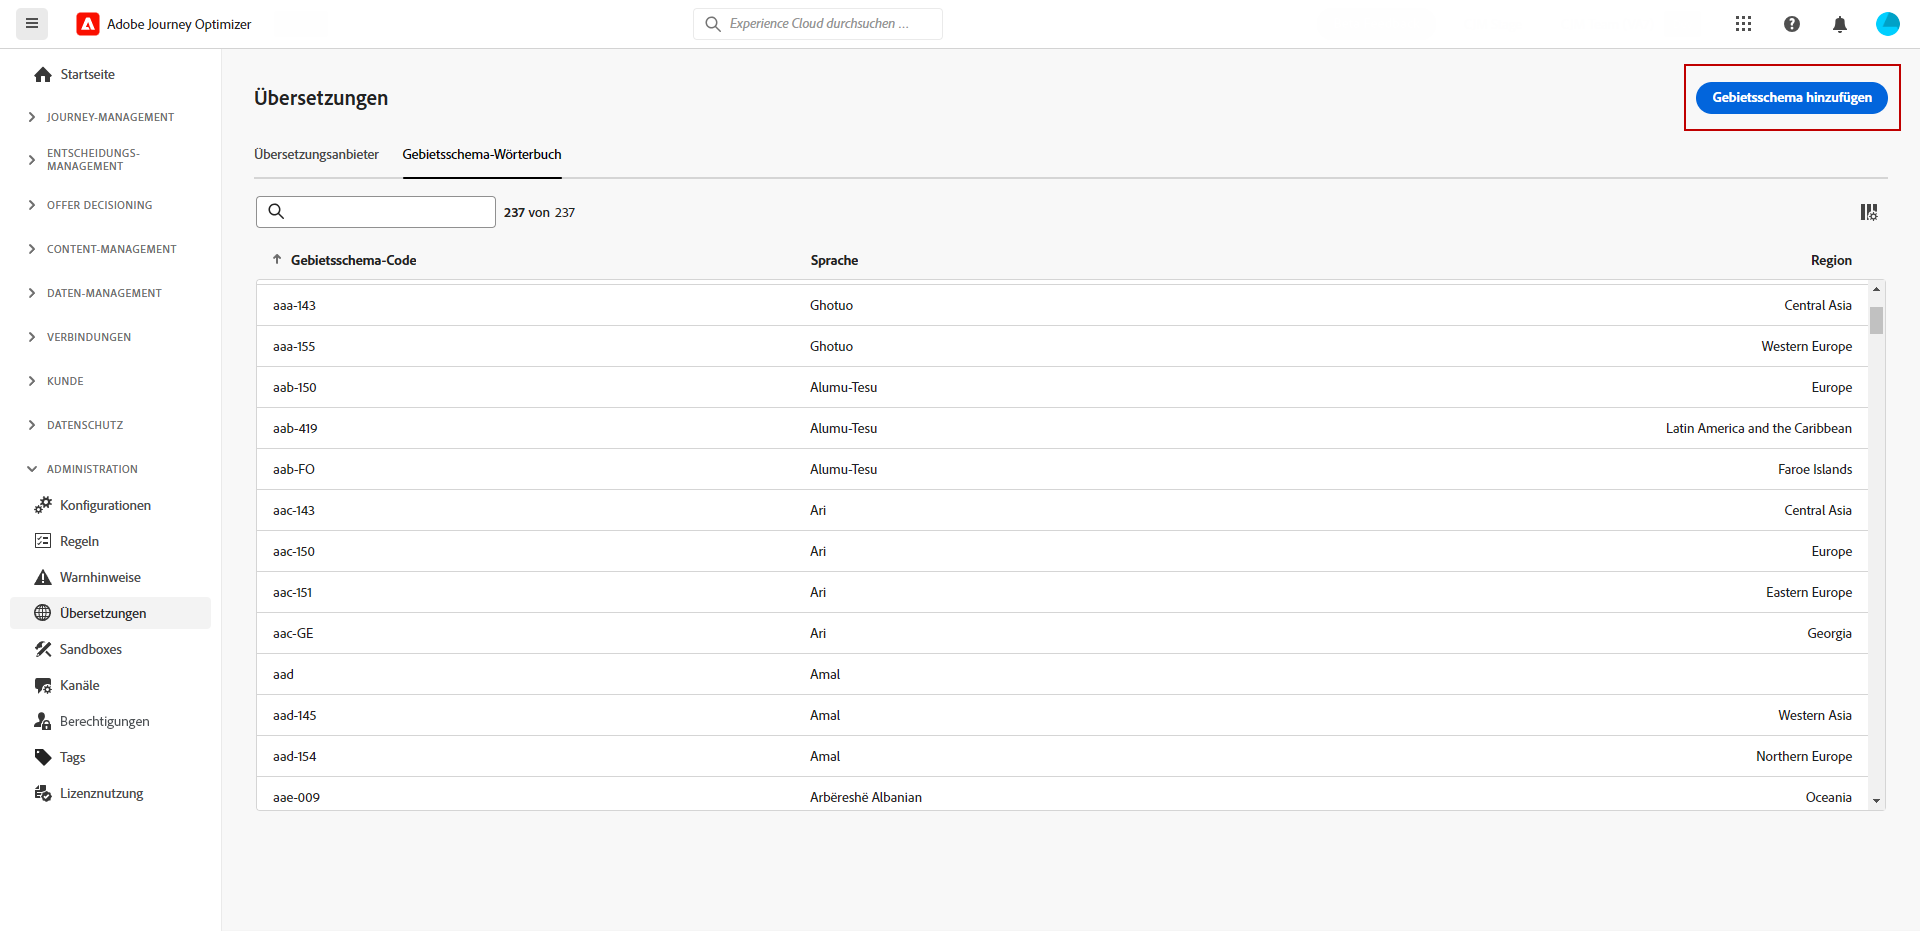 Adobe Journey Optimizer
Experience Cloud durchsuchen ...
Startseite
JOURNEY-MANAGEMENT
ENTSCHEIDUNGS-
MANAGEMENT
OFFER DECISIONING
CONTENT-MANAGEMENT
DATEN-MANAGEMENT
VERBINDUNGEN
KUNDE
DATENSCHUTZ
ADMINISTRATION
Konfigurationen
Regeln
Warnhinweise
Übersetzungen
Sandboxes
Kanäle
Berechtigungen
Tags
Lizenznutzung
Übersetzungen
Gebietsschema hinzufügen
Übersetzungsanbieter Gebietsschema-Wörterbuch
237 von 237
Gebietsschema-Code Sprache Region
aaa-143 Ghotuo Central Asia
aaa-155 Ghotuo Western Europe
aab-150 Alumu-Tesu Europe
aab-419 Alumu-Tesu Latin America and the Caribbean
aab-FO Alumu-Tesu Faroe Islands
aac-143 Ari Central Asia
aac-150 Ari Europe
aac-151 Ari Eastern Europe
aac-GE Ari Georgia
aad Amal
aad-145 Amal Western Asia
aad-154 Amal Northern Europe
aae-009 Arbëreshë Albanian Oceania